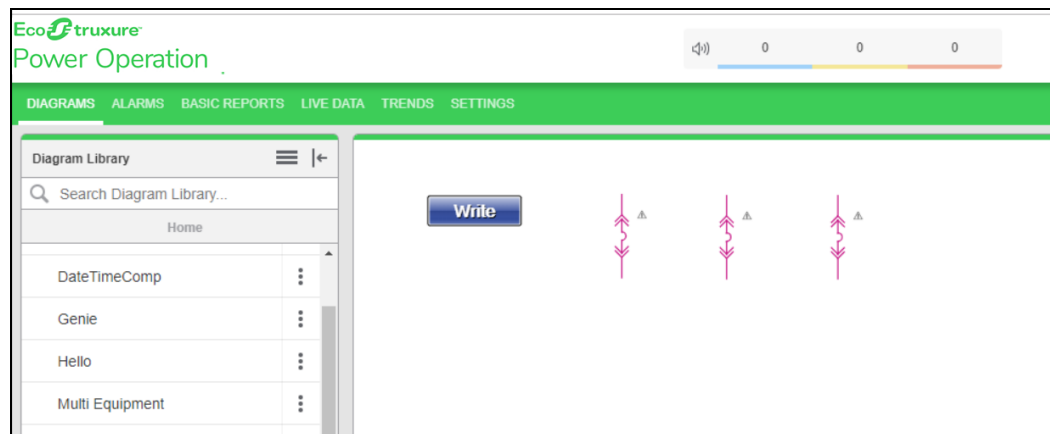 EcoStruxure™
Power Operation
0 0 0
DIAGRAMS ALARMS BASIC REPORTS LIVE DATA TRENDS SETTINGS
Diagram Library
Search Diagram Library...
Home
DateTimeComp
Genie
Hello
Multi Equipment
Write